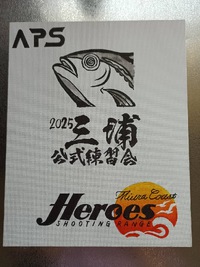 APS
2025
三浦
公式練習会
Miura Coast
Heroes
SHOOTING RANGE